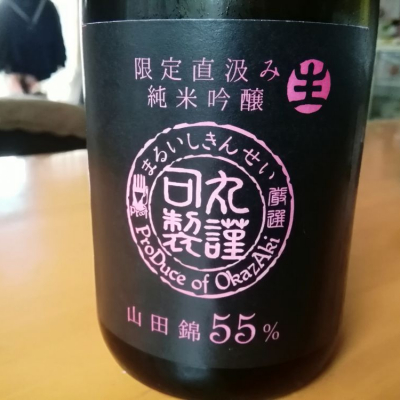 限定直汲み
純米吟醸
生
まるいしきんせい
丸謹
司製
厳選
ProDuce of OkazAki
山田錦 55%